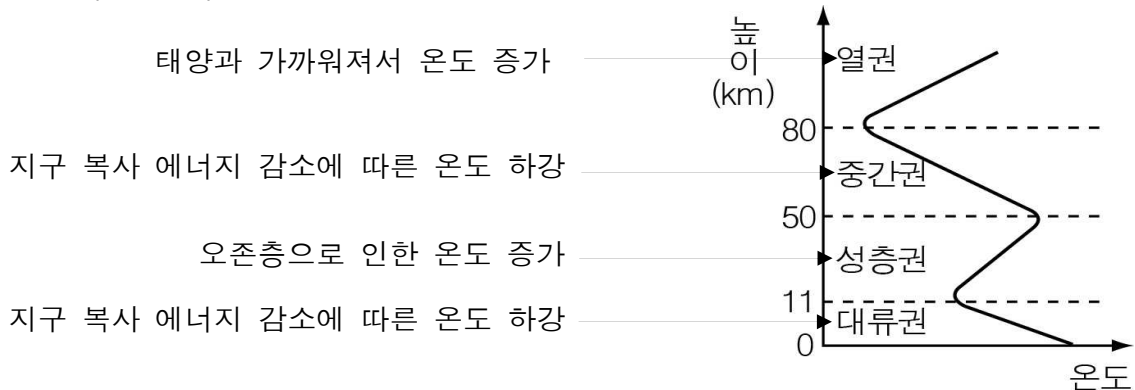 높
이
(km)
태양과 가까워져서 온도 증가
열권
80
지구 복사 에너지 감소에 따른 온도 하강
중간권
50
오존층으로 인한 온도 증가
성층권
11
지구 복사 에너지 감소에 따른 온도 하강
대류권
0
온도